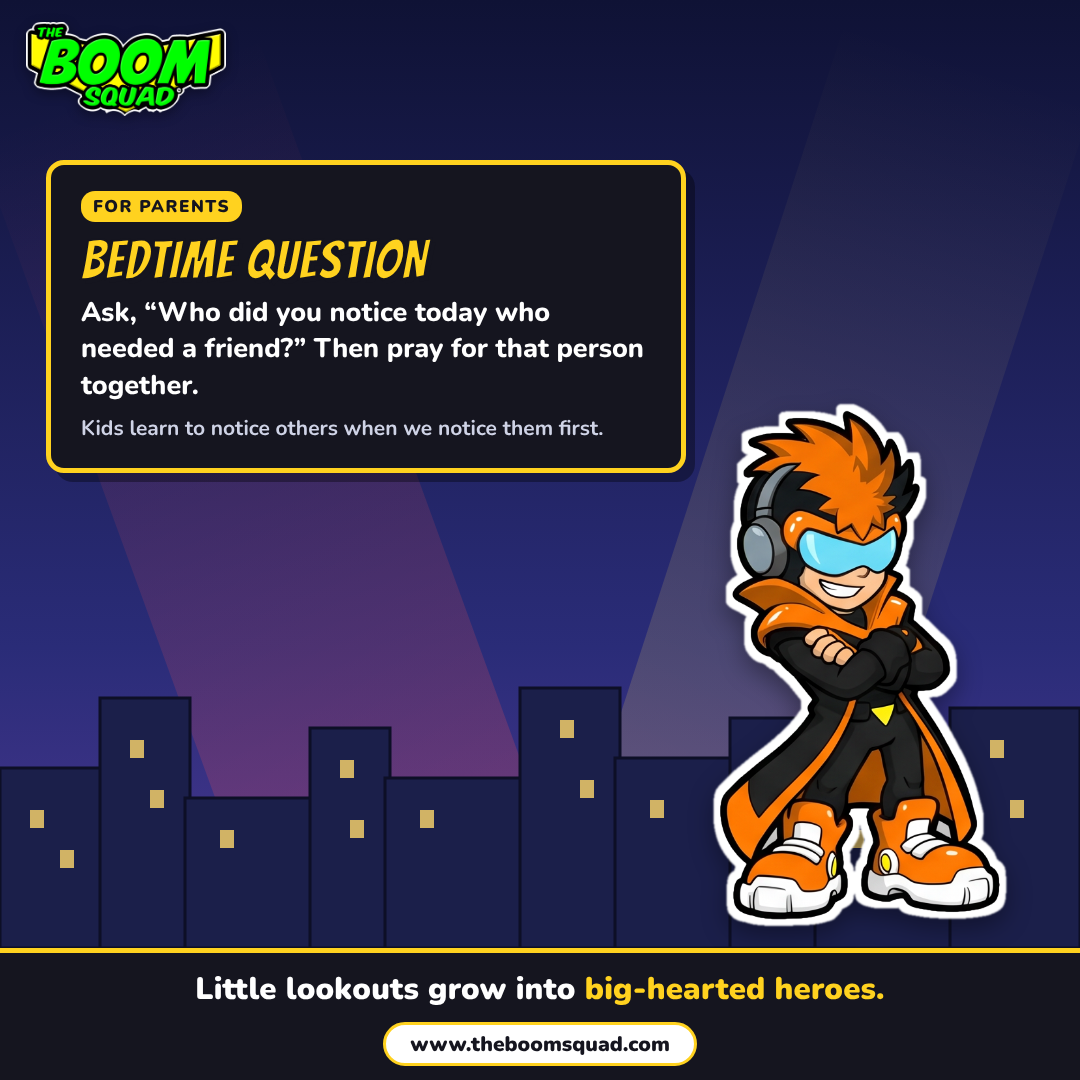 THE
BOOM
SQUAD
FOR PARENTS
BEDTIME QUESTION
Ask, “Who did you notice today who
needed a friend?” Then pray for that person
together.
Kids learn to notice others when we notice them first.
Little lookouts grow into big-hearted heroes.
www.theboomsquad.com